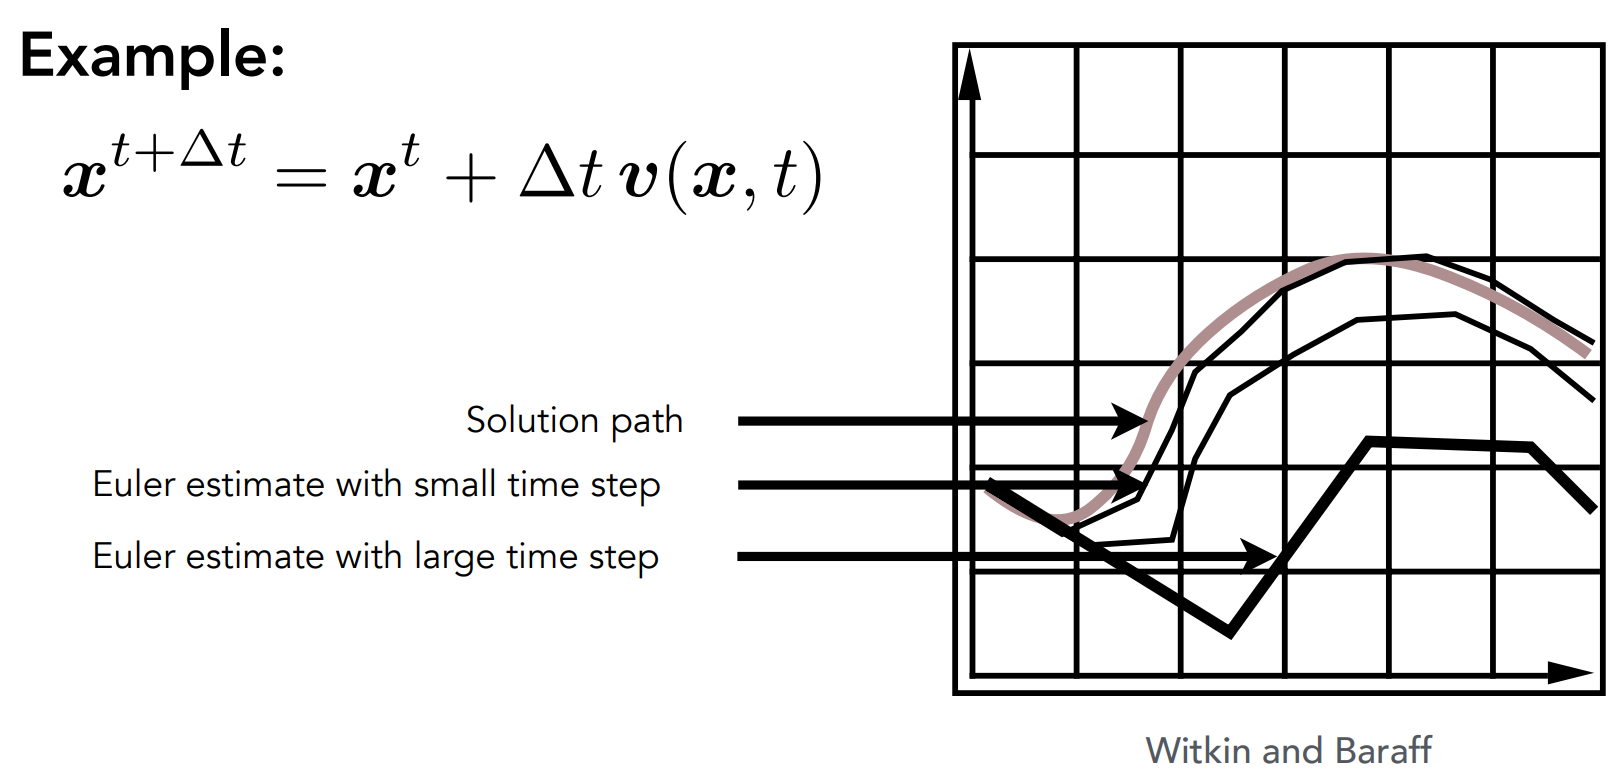 Example:
$\boldsymbol{x}^{t+\Delta t} = \boldsymbol{x}^{t} + \Delta t\, \boldsymbol{v}(\boldsymbol{x}, t)$
Solution path
Euler estimate with small time step
Euler estimate with large time step
Witkin and Baraff